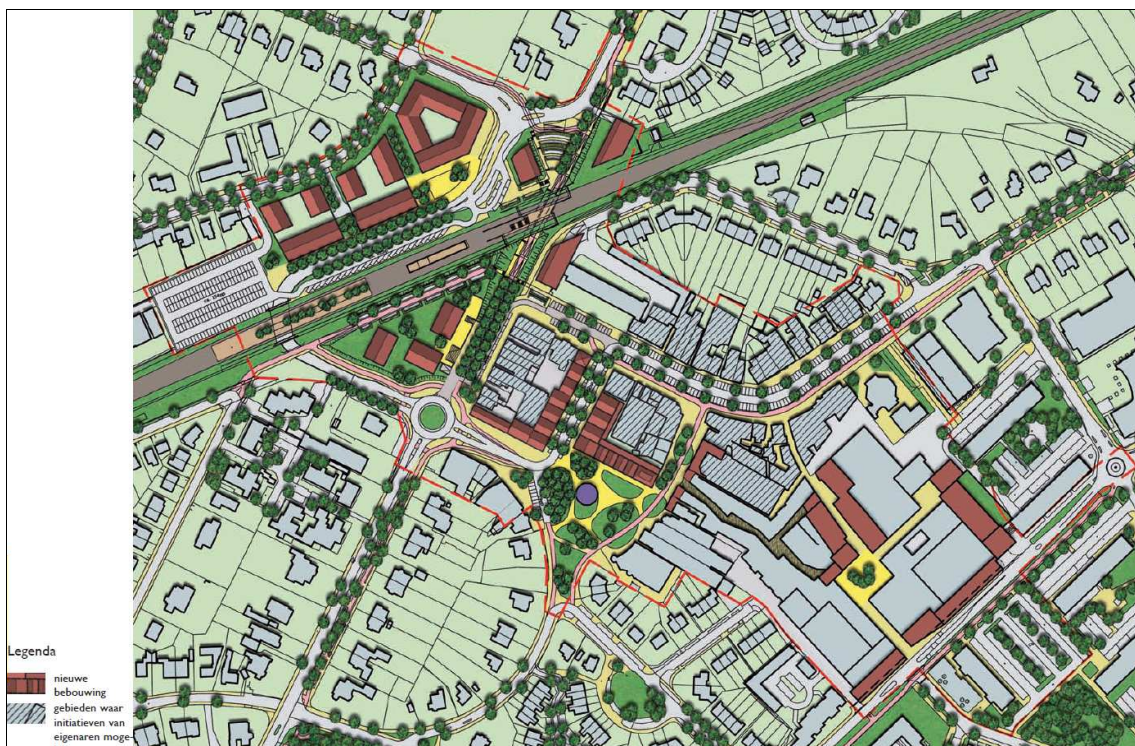 Legenda
nieuwe
bebouwing
gebieden waar
initiatieven van
eigenaren moge-